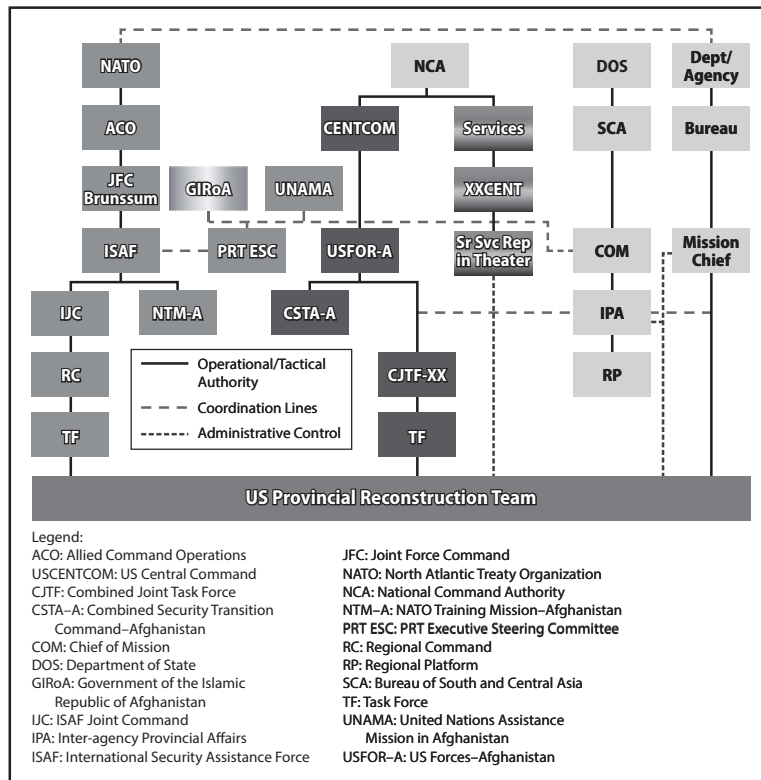 NATO
NCA
DOS
Dept/
Agency
ACO
CENTCOM
Services
SCA
Bureau
JFC
Brunssum
GIRoA
UNAMA
XXCENT
ISAF
PRT ESC
USFOR-A
Sr Svc Rep
in Theater
COM
Mission
Chief
IJC
NTM-A
CSTA-A
IPA
RC
CJTF-XX
RP
TF
TF
Operational/Tactical
Authority
Coordination Lines
Administrative Control
US Provincial Reconstruction Team
Legend:
ACO: Allied Command Operations
USCENTCOM: US Central Command
CJTF: Combined Joint Task Force
CSTA–A: Combined Security Transition
Command–Afghanistan
COM: Chief of Mission
DOS: Department of State
GIRoA: Government of the Islamic
Republic of Afghanistan
IJC: ISAF Joint Command
IPA: Inter-agency Provincial Affairs
ISAF: International Security Assistance Force
JFC: Joint Force Command
NATO: North Atlantic Treaty Organization
NCA: National Command Authority
NTM–A: NATO Training Mission–Afghanistan
PRT ESC: PRT Executive Steering Committee
RC: Regional Command
RP: Regional Platform
SCA: Bureau of South and Central Asia
TF: Task Force
UNAMA: United Nations Assistance
Mission in Afghanistan
USFOR–A: US Forces–Afghanistan